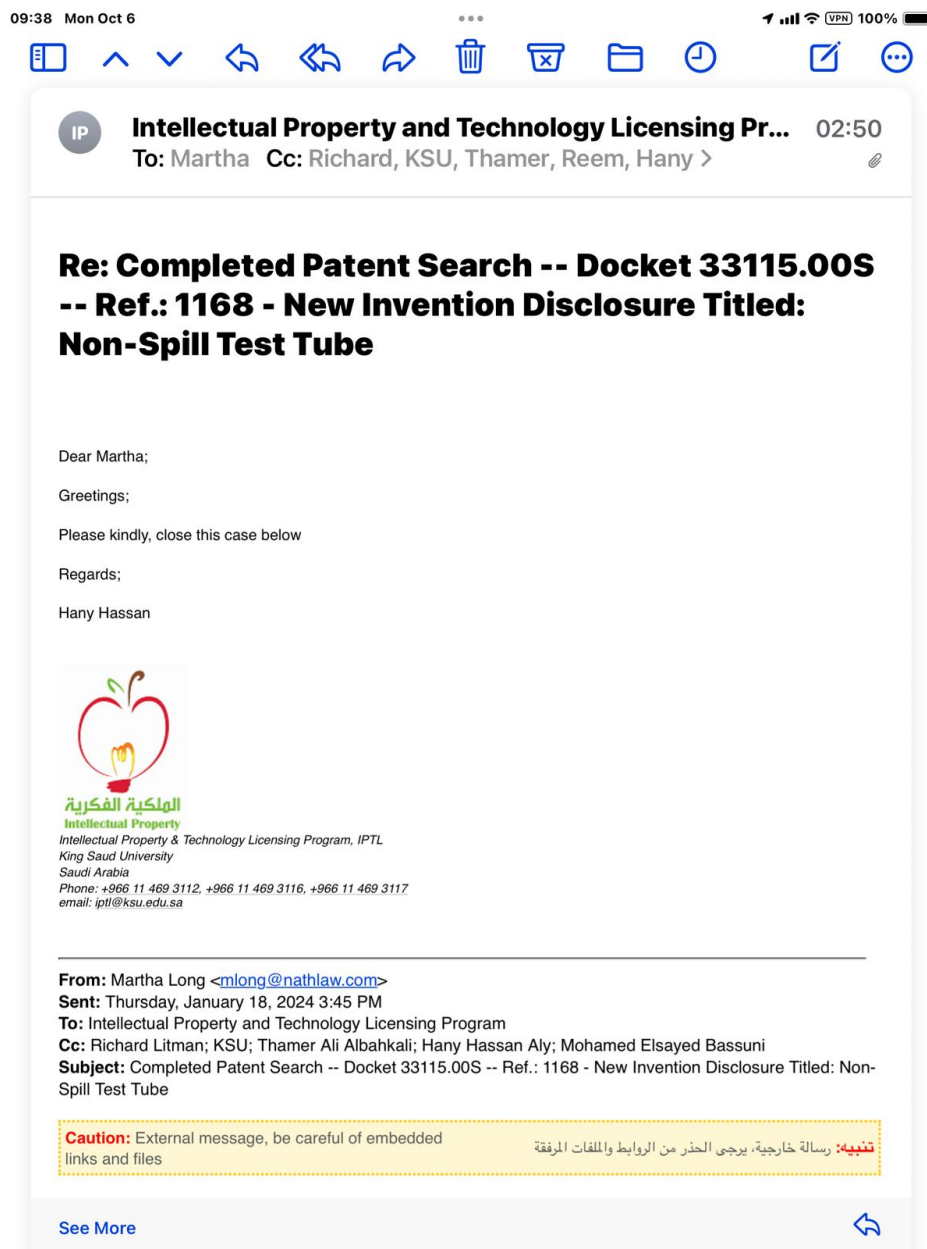 09:38 Mon Oct 6
VPN 100%
IP
Intellectual Property and Technology Licensing Pr... 02:50
To: Martha Cc: Richard, KSU, Thamer, Reem, Hany >
Re: Completed Patent Search -- Docket 33115.00S
-- Ref.: 1168 - New Invention Disclosure Titled:
Non-Spill Test Tube
Dear Martha;
Greetings;
Please kindly, close this case below
Regards;
Hany Hassan
الملكية الفكرية
Intellectual Property
Intellectual Property & Technology Licensing Program, IPTL
King Saud University
Saudi Arabia
Phone: +966 11 469 3112, +966 11 469 3116, +966 11 469 3117
email: iptl@ksu.edu.sa
From: Martha Long <mlong@nathlaw.com>
Sent: Thursday, January 18, 2024 3:45 PM
To: Intellectual Property and Technology Licensing Program
Cc: Richard Litman; KSU; Thamer Ali Albahkali; Hany Hassan Aly; Mohamed Elsayed Bassuni
Subject: Completed Patent Search -- Docket 33115.00S -- Ref.: 1168 - New Invention Disclosure Titled: Non-
Spill Test Tube
Caution: External message, be careful of embedded
links and files
تنبيه: رسالة خارجية، يرجى الحذر من الروابط والملفات المرفقة
See More